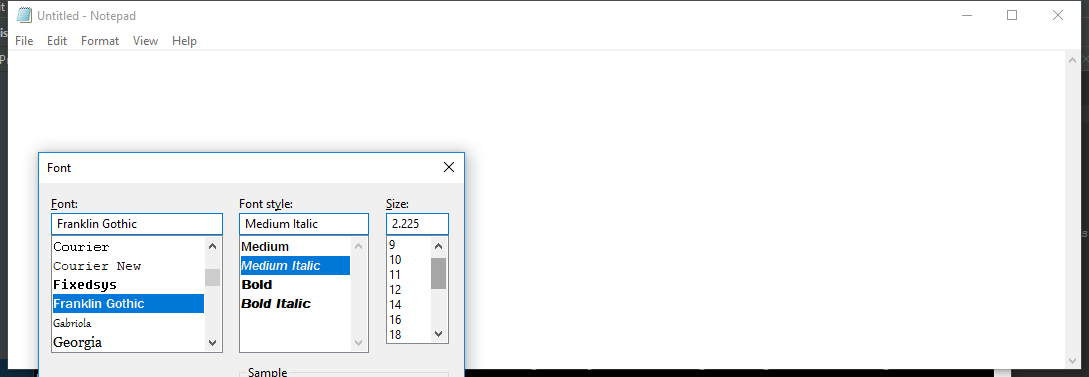 Untitled - Notepad
File Edit Format View Help
Font
Font: Font style: Size:
Franklin Gothic Medium Italic 2.225
Courier Medium 9
Courier New Medium Italic 10
Fixedsys Bold 11
Franklin Gothic Bold Italic 12
Gabriola 14
Georgia 16
18
Sample